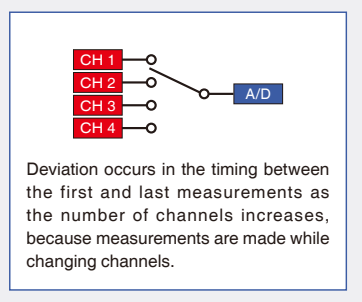 CH 1
CH 2
A/D
CH 3
CH 4
Deviation occurs in the timing between
the first and last measurements as
the number of channels increases,
because measurements are made while
changing channels.